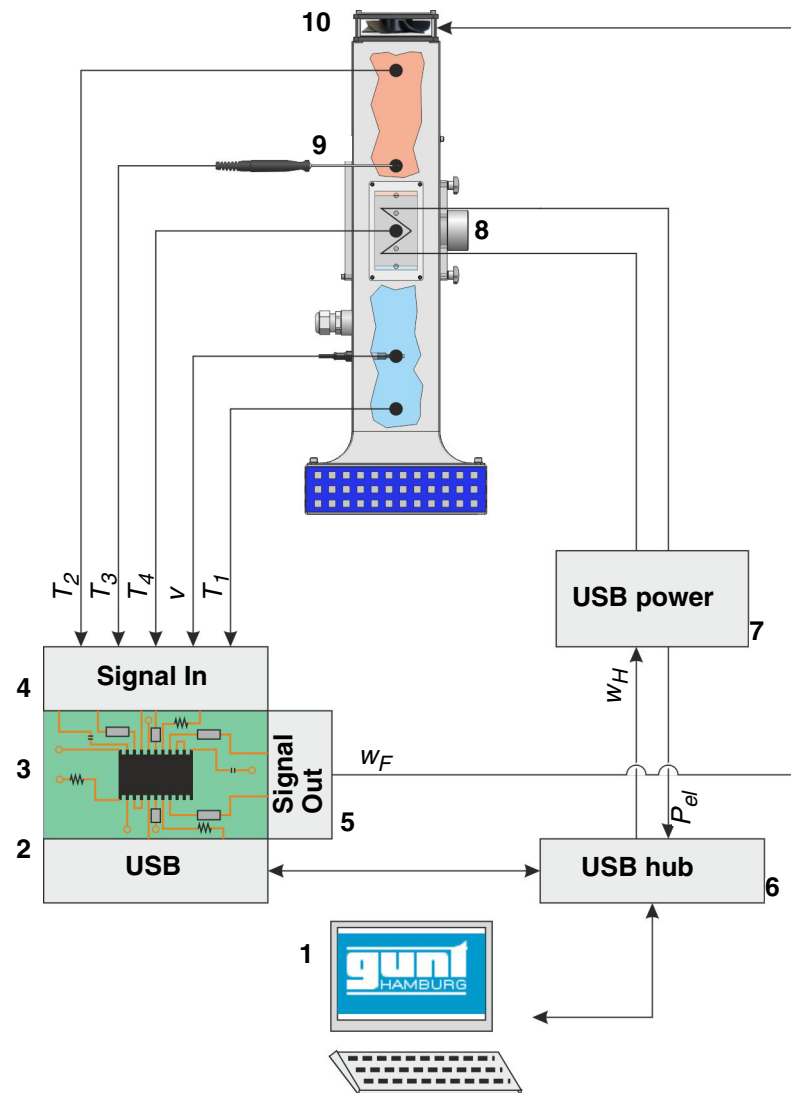 10
9
8
T2
T3
T4
v
T1
USB power
7
4
Signal In
wH
3
Signal
Out
wF
5
Pel
2
USB
USB hub
6
1
gunt
HAMBURG